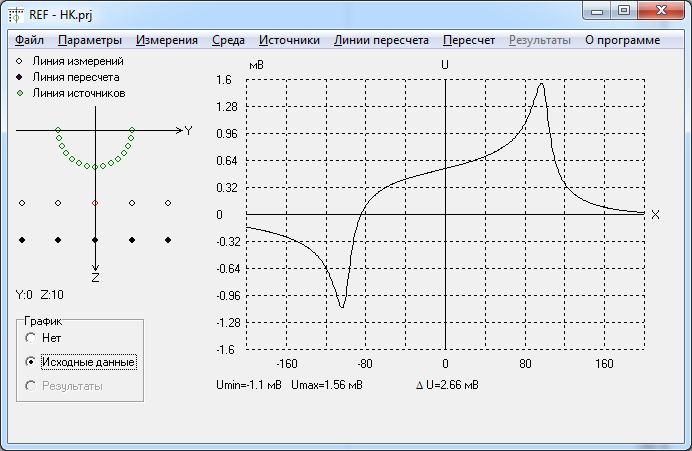 REF - НК.prj
Файл Параметры Измерения Среда Источники Линии пересчета Пересчет Результаты О программе
Линия измерений
Линия пересчета
Линия источников
Y
Z
Y:0 Z:10
График
Нет
Исходные данные
Результаты
мВ U
1.6
1.28
0.96
0.64
0.32
0
-0.32
-0.64
-0.96
-1.28
-1.6
X
-160 -80 0 80 160
Umin=-1.1 мВ Umax=1.56 мВ Δ U=2.66 мВ